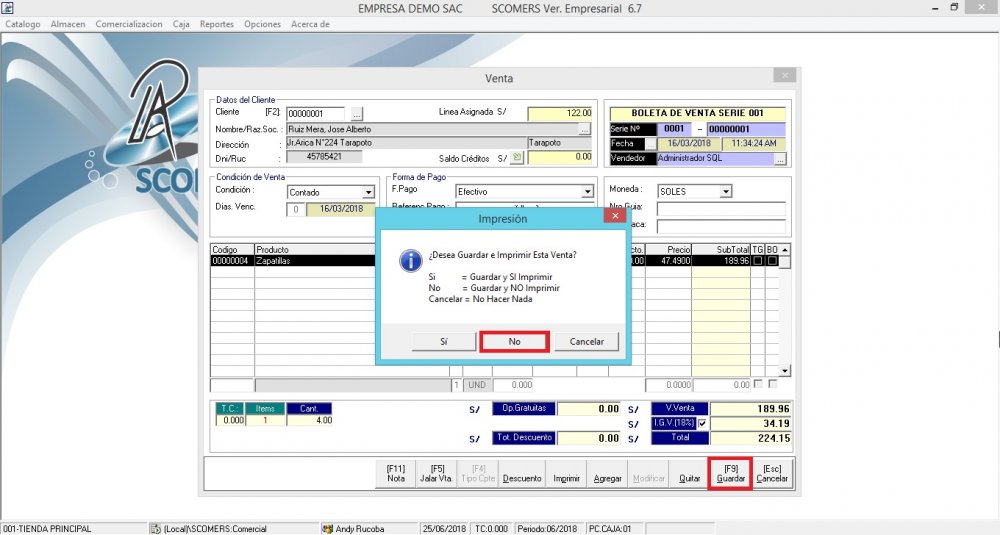 EMPRESA DEMO SAC SCOMERS Ver. Empresarial 6.7
Catalogo Almacen Comercializacion Caja Reportes Opciones Acerca de
SCO
Venta
Datos del Cliente
Cliente [F2]: 00000001 ... Linea Asignada S/ 122.00
Nombre/Raz.Soc. : Ruiz Mera, Jose Alberto ...
Dirección : Jr.Arica N°224 Tarapoto Tarapoto
Dni/Ruc : 45785421 Saldo Créditos S/ 0.00
BOLETA DE VENTA SERIE 001
Serie Nº 0001 - 00000001
Fecha 16/03/2018 11:34:24 AM
Vendedor Administrador SQL ...
Condición de Venta
Condición : Contado
Dias. Venc. 0 16/03/2018
Forma de Pago
F.Pago Efectivo
Referenc.Pago :
Moneda : SOLES
Nro.Guia:
aca:
Impresión
¿Desea Guardar e Imprimir Esta Venta?
Si = Guardar y SI Imprimir
No = Guardar y NO Imprimir
Cancelar = No Hacer Nada
Sí No Cancelar
Codigo Producto cto. Precio SubTotal TG BO
00000004 Zapatillas .00 47.4900 189.96
1 UND 0.000 0.0000 0.00
T.C.: Items Cant.
0.000 1 4.00
S/ Op.Gratuitas 0.00 S/ V.Venta 189.96
S/ I.G.V.(18%) 34.19
S/ Tot. Descuento 0.00 S/ Total 224.15
[F11] Nota [F5] Jalar Vta. [F4] Tipo Cpte Descuento Imprimir Agregar Modificar Quitar [F9] Guardar [Esc] Cancelar
001-TIENDA PRINCIPAL (Local)\SCOMERS:Comercial Andy Rucoba 25/06/2018 TC:0.000 Periodo:06/2018 PC.CAJA:01